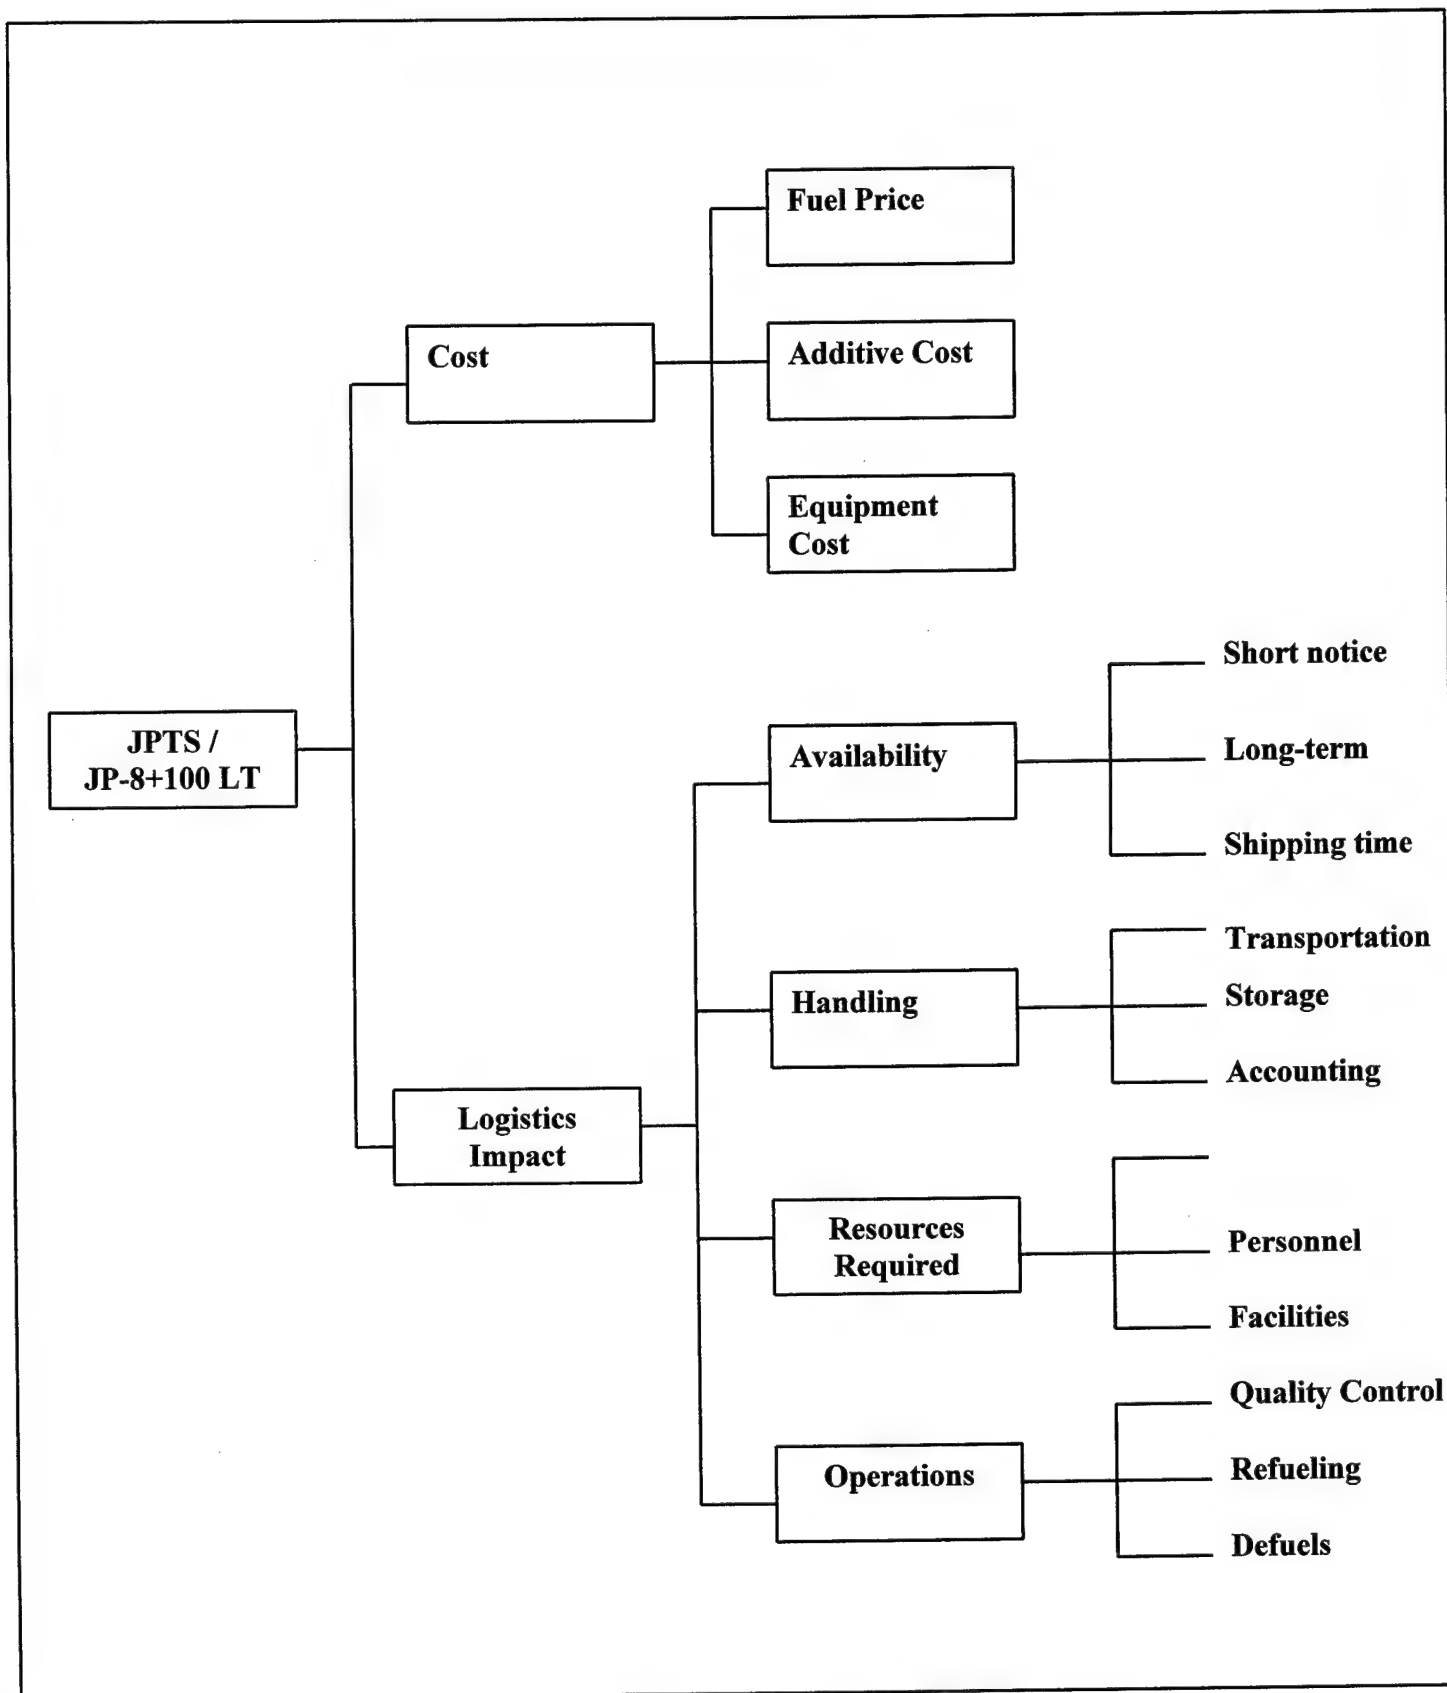 Fuel Price
Cost
Additive Cost
Equipment
Cost
JPTS /
JP-8+100 LT
Availability
Short notice
Long-term
Shipping time
Handling
Transportation
Storage
Accounting
Logistics
Impact
Resources
Required
Personnel
Facilities
Operations
Quality Control
Refueling
Defuels